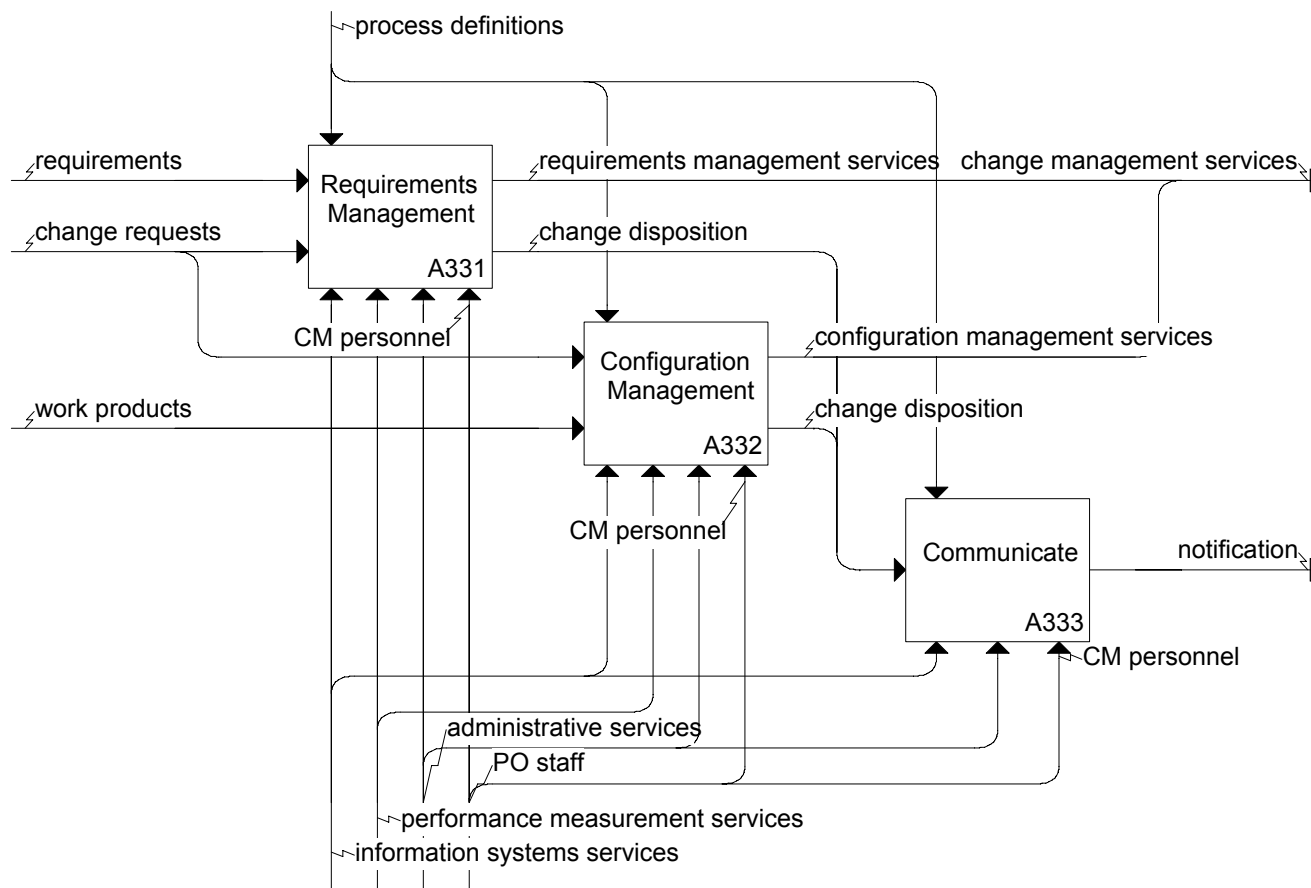 process definitions
requirements
requirements management services
change management services
Requirements
Management
change requests
change disposition
A331
CM personnel
configuration management services
Configuration
Management
work products
change disposition
A332
CM personnel
Communicate
notification
A333
CM personnel
administrative services
PO staff
performance measurement services
information systems services